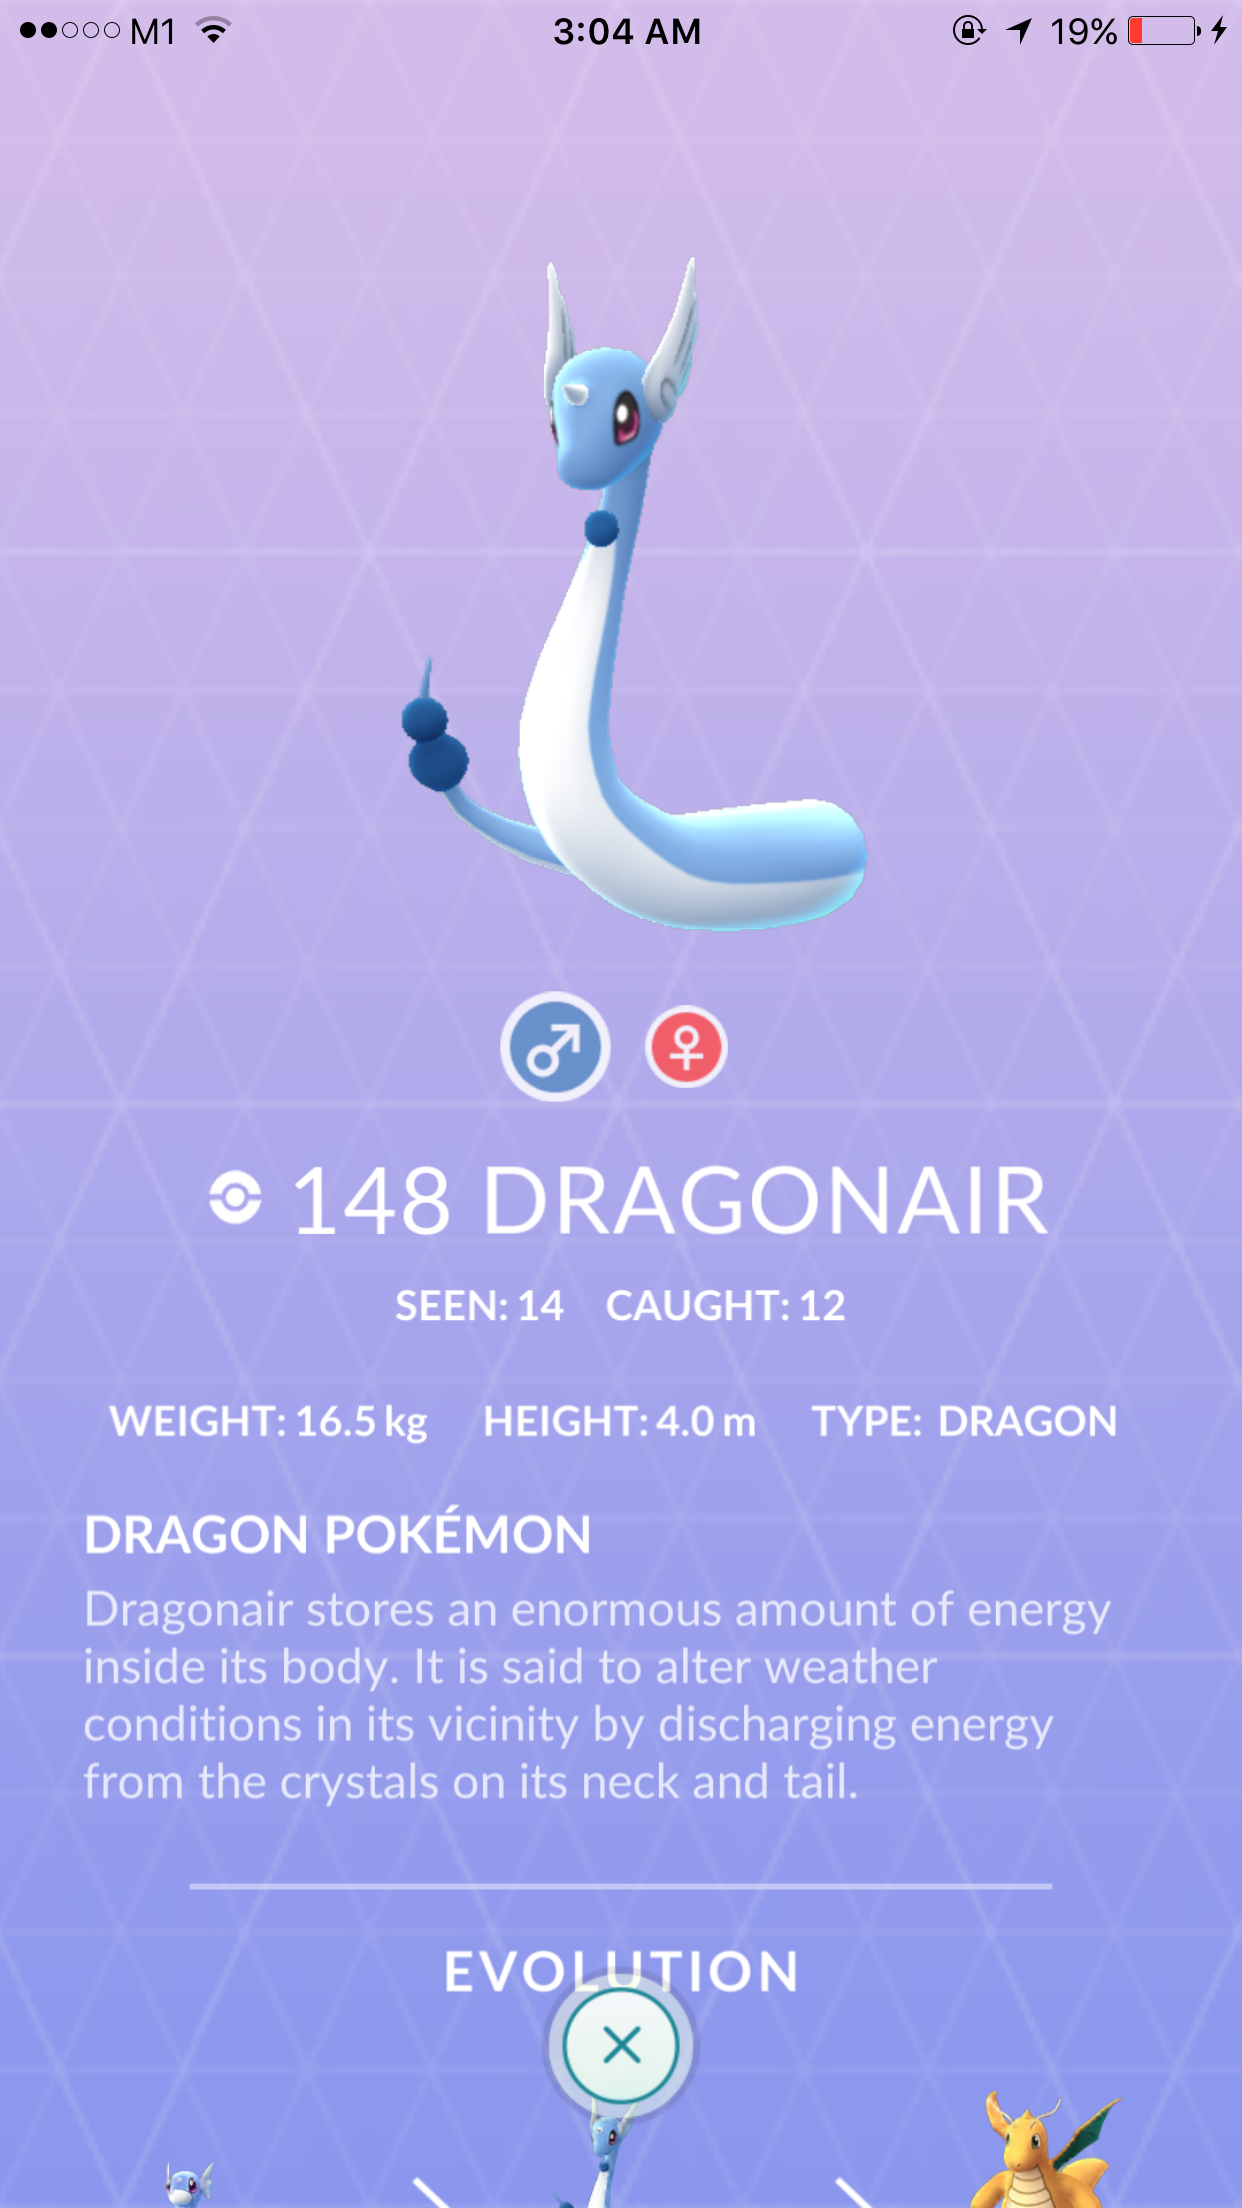 M1 3:04 AM 19%
148 DRAGONAIR
SEEN: 14 CAUGHT: 12
WEIGHT: 16.5 kg HEIGHT: 4.0 m TYPE: DRAGON
DRAGON POKÉMON
Dragonair stores an enormous amount of energy
inside its body. It is said to alter weather
conditions in its vicinity by discharging energy
from the crystals on its neck and tail.
EVOLUTION